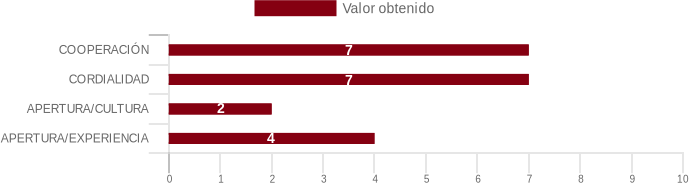 Valor obtenido
COOPERACIÓN 7
CORDIALIDAD 7
APERTURA/CULTURA 2
APERTURA/EXPERIENCIA 4
0 1 2 3 4 5 6 7 8 9 10